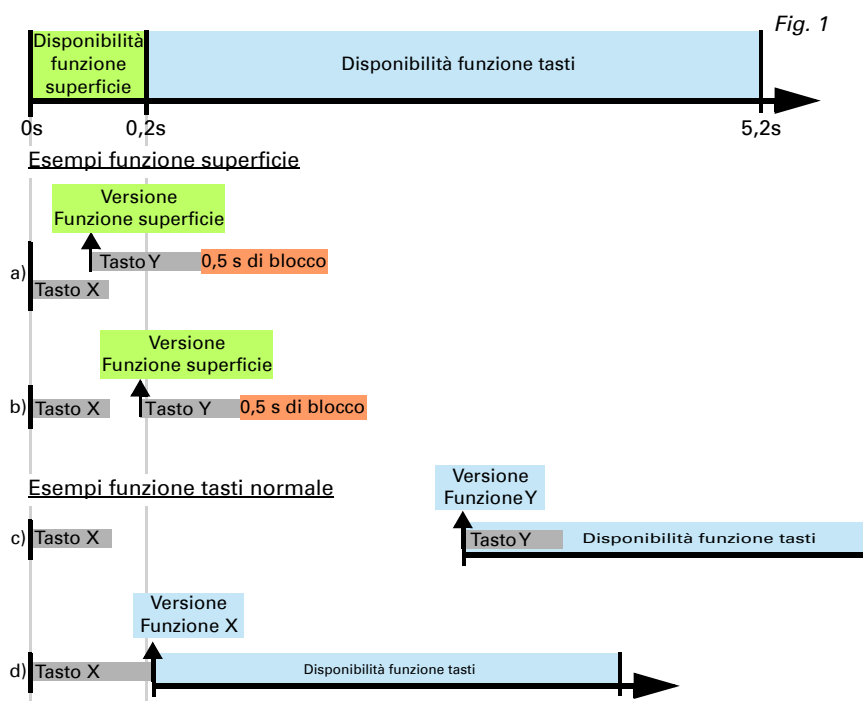 Fig. 1
Disponibilità
funzione
superficie
Disponibilità funzione tasti
0s
0,2s
5,2s
Esempi funzione superficie
Versione
Funzione superficie
a)
Tasto Y
0,5 s di blocco
Tasto X
Versione
Funzione superficie
b)
Tasto X
Tasto Y
0,5 s di blocco
Esempi funzione tasti normale
Versione
Funzione Y
c)
Tasto X
Tasto Y
Disponibilità funzione tasti
Versione
Funzione X
d)
Tasto X
Disponibilità funzione tasti